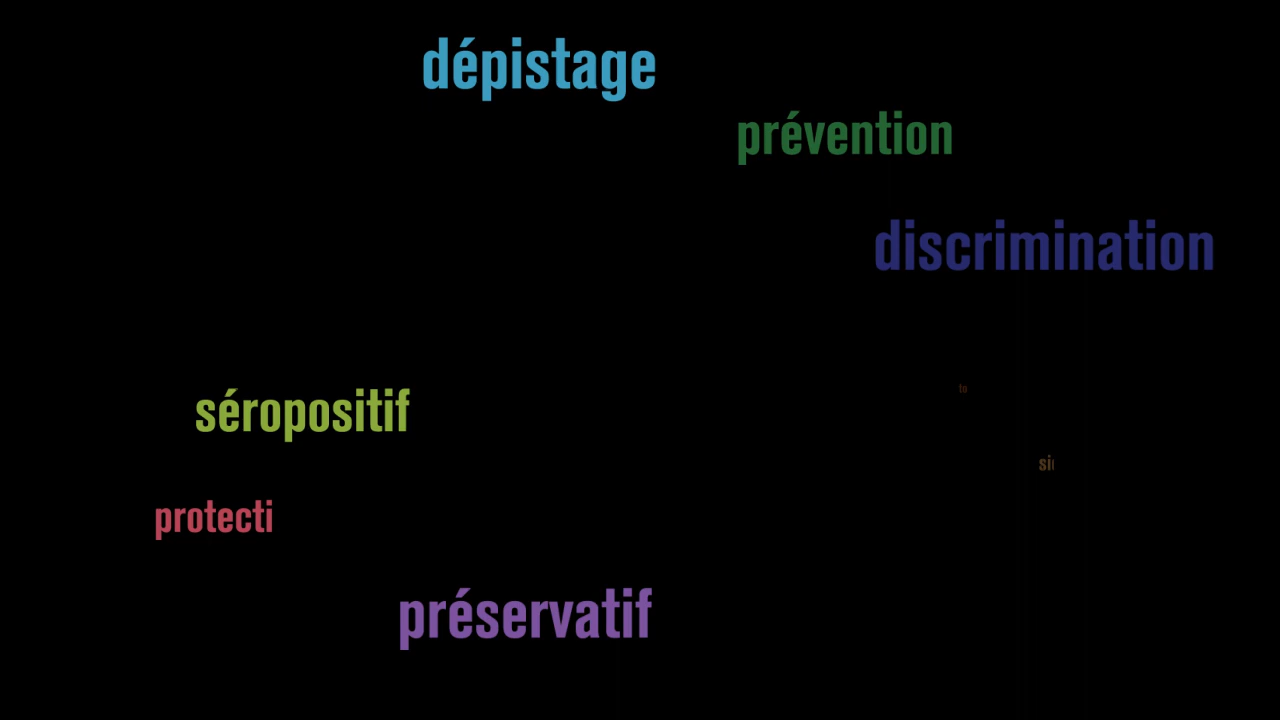 dépistage
prévention
discrimination
séropositif
protecti
préservatif